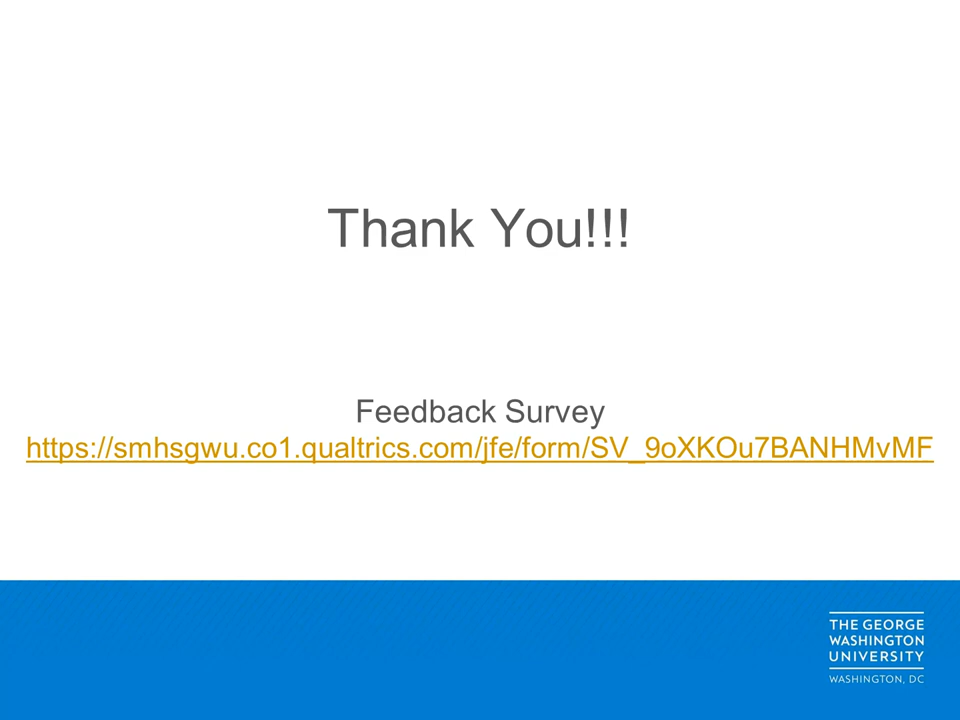 Thank You!!!
Feedback Survey
https://smhsgwu.co1.qualtrics.com/jfe/form/SV_9oXKOu7BANHMvMF
THE GEORGE
WASHINGTON
UNIVERSITY
WASHINGTON, DC